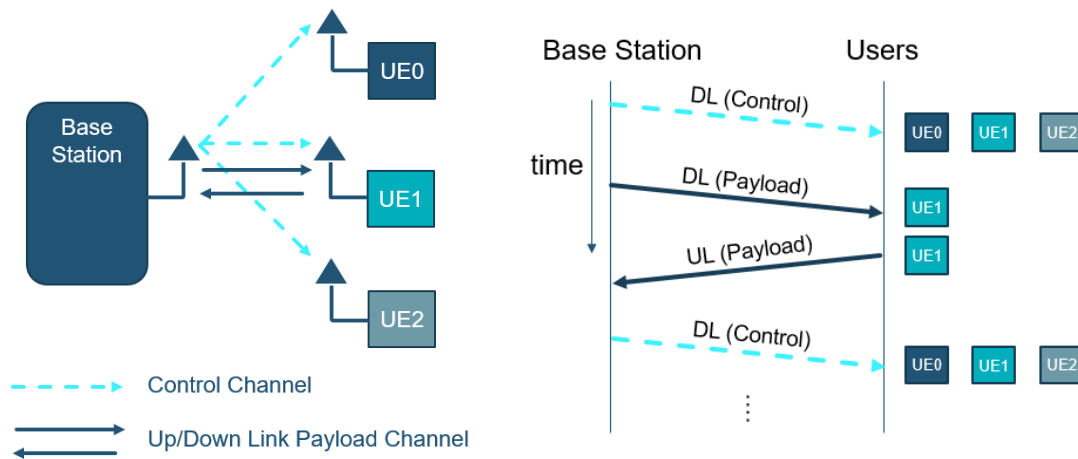 Base
Station
UE0
UE1
UE2
Control Channel
Up/Down Link Payload Channel
Base Station
Users
time
DL (Control)
UE0
UE1
UE2
DL (Payload)
UE1
UL (Payload)
UE1
DL (Control)
UE0
UE1
UE2